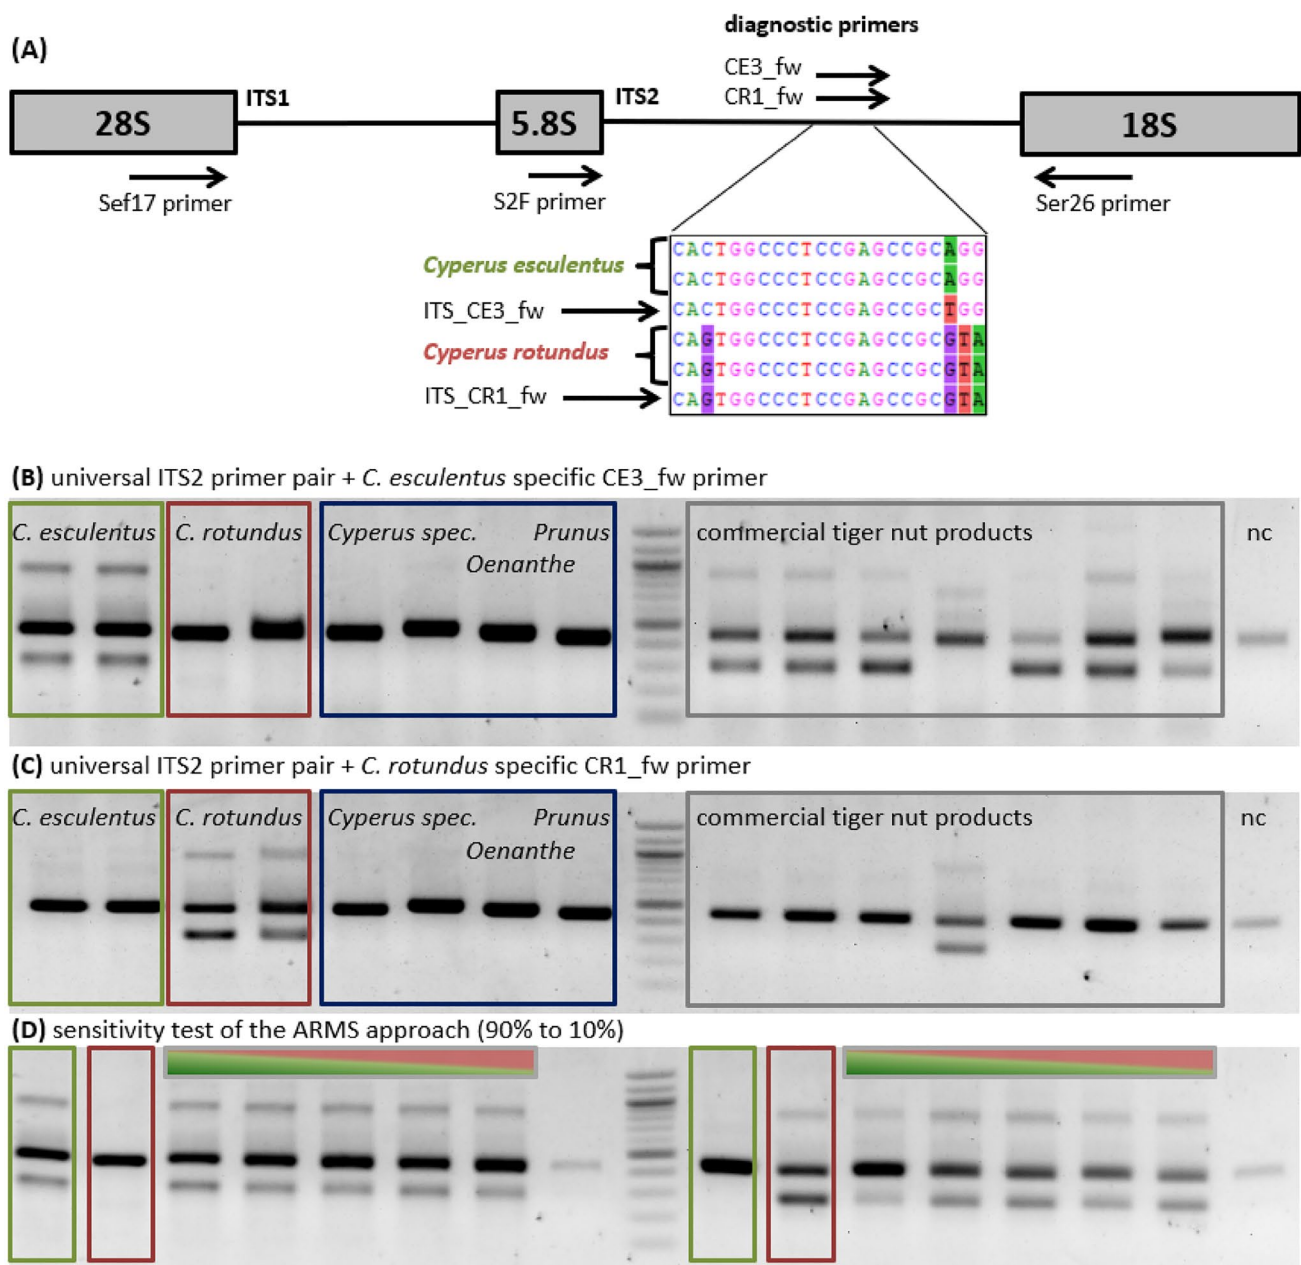 diagnostic primers
(A)
CE3_fw
CR1_fw
ITS1
ITS2
28S
5.8S
18S
Sef17 primer
S2F primer
Ser26 primer
CACTGGCCCTCCGAGCCGCAGG
Cyperus esculentus
CACTGGCCCTCCGAGCCGCAGG
ITS_CE3_fw
CACTGGCCCTCCGAGCCGCTGG
CAGTGGCCCTCCGAGCCGCGTA
Cyperus rotundus
CAGTGGCCCTCCGAGCCGCGTA
ITS_CR1_fw
CAGTGGCCCTCCGAGCCGCGTA
(B) universal ITS2 primer pair + C. esculentus specific CE3_fw primer
C. esculentus
C. rotundus
Cyperus spec.
Prunus
Oenanthe
commercial tiger nut products
nc
(C) universal ITS2 primer pair + C. rotundus specific CR1_fw primer
C. esculentus
C. rotundus
Cyperus spec.
Prunus
Oenanthe
commercial tiger nut products
nc
(D) sensitivity test of the ARMS approach (90% to 10%)